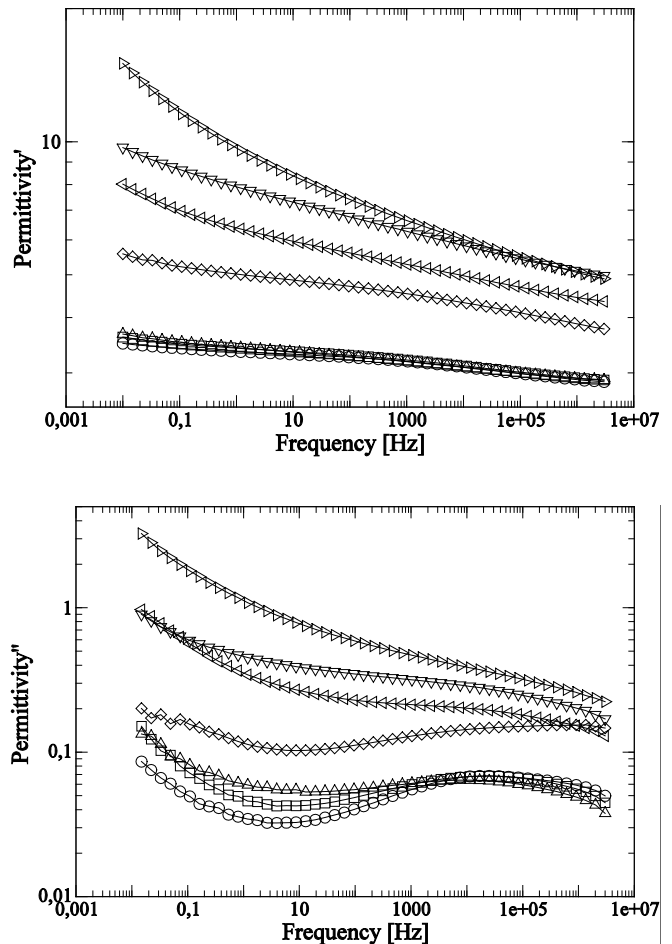 Permittivity'
10
0,001
0,1
10
1000
1e+05
1e+07
Frequency [Hz]
Permittivity"
1
0,1
0,01
0,001
0,1
10
1000
1e+05
1e+07
Frequency [Hz]